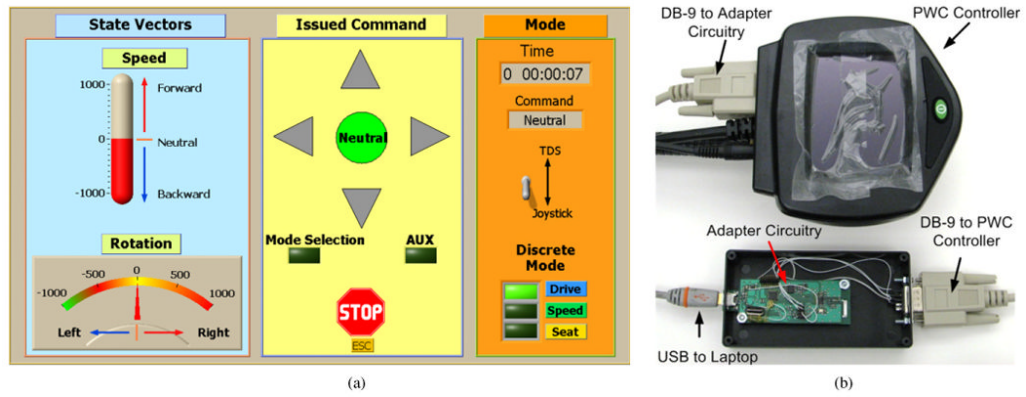 State Vectors
Speed
1000
Forward
0
Neutral
-1000
Backward
Rotation
-1000
-500
0
500
1000
Left
Right
Issued Command
Neutral
Mode Selection
AUX
STOP
ESC
Mode
Time
0 00:00:07
Command
Neutral
TDS
Joystick
Discrete
Mode
Drive
Speed
Seat
(a)
DB-9 to Adapter
Circuitry
PWC Controller
Adapter Circuitry
DB-9 to PWC
Controller
USB to Laptop
(b)